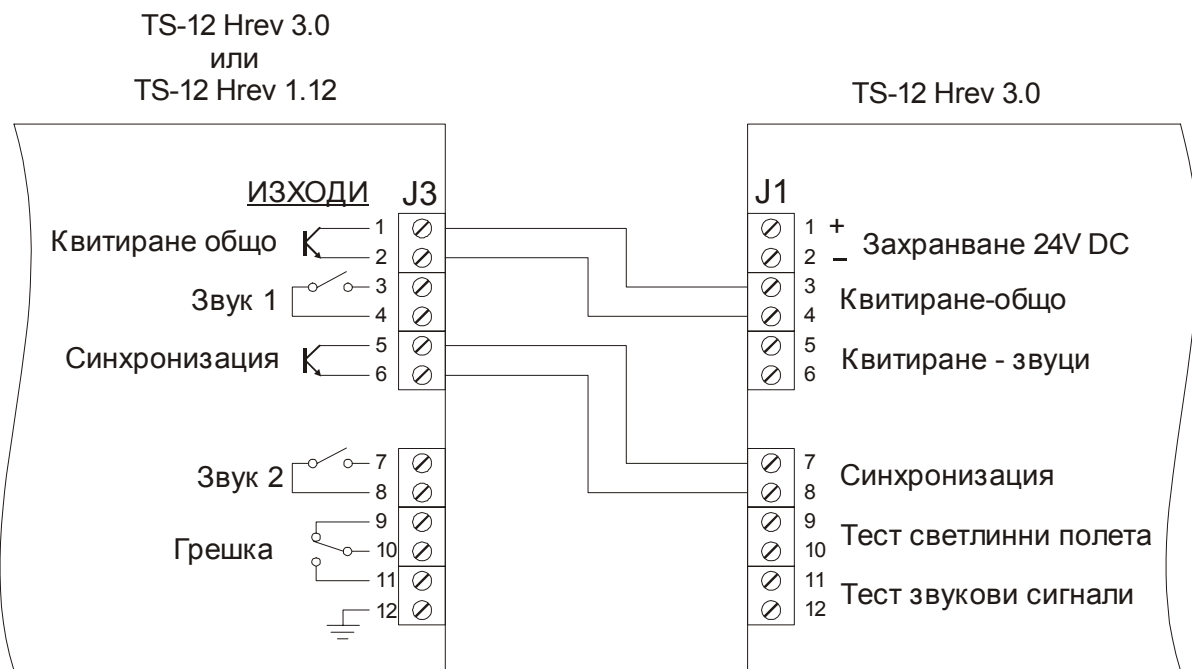 TS-12 Hrev 3.0
или
TS-12 Hrev 1.12
TS-12 Hrev 3.0
ИЗХОДИ J3
Квитиране общо
1
2
Звук 1
3
4
Синхронизация
5
6
Звук 2
7
8
Грешка
9
10
11
12
J1
1 +
2 –
Захранване 24V DC
3
4
Квитиране-общо
5
6
Квитиране - звуци
7
8
Синхронизация
9
10
Тест светлинни полета
11
12
Тест звукови сигнали